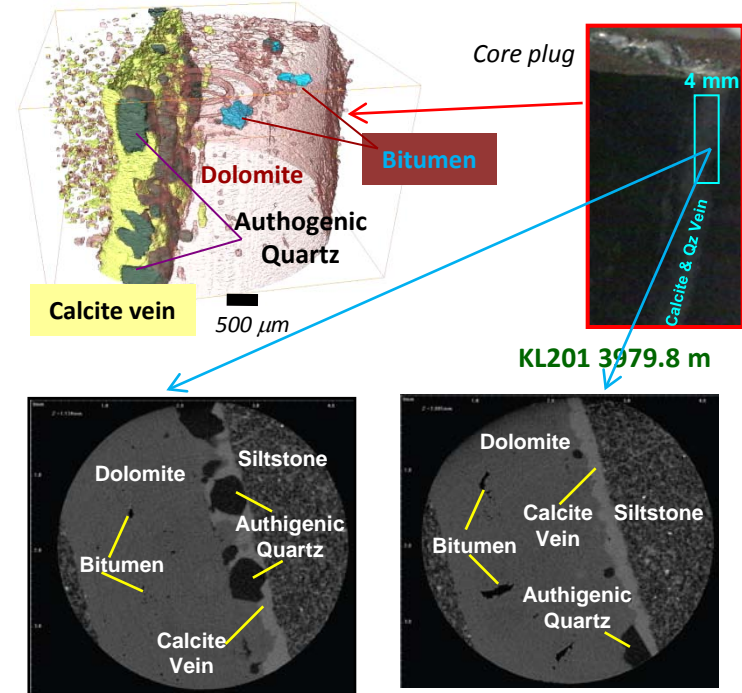 Core plug
4 mm
Bitumen
Dolomite
Authogenic
Quartz
Calcite vein
500 μm
Calcite & Qz Vein
KL201 3979.8 m
Dolomite
Siltstone
Authigenic
Quartz
Bitumen
Calcite
Vein
Dolomite
Calcite
Vein
Siltstone
Bitumen
Authigenic
Quartz